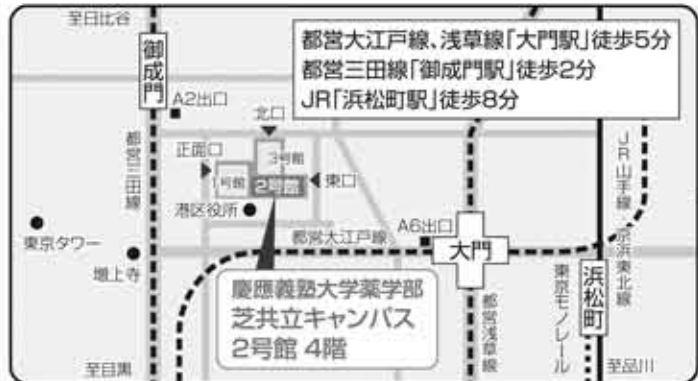 至日比谷
御成門
都営大江戸線、浅草線「大門駅」徒歩5分
都営三田線「御成門駅」徒歩2分
JR「浜松町駅」徒歩8分
A2出口
北口
正面口
3号館
1号館
2号館
東口
都営三田線
港区役所
東京タワー
増上寺
都営大江戸線
A6出口
大門
JR山手線
京浜東北線
浜松町
東京モノレール
都営浅草線
慶應義塾大学薬学部
芝共立キャンパス
2号館 4階
至目黒
至品川